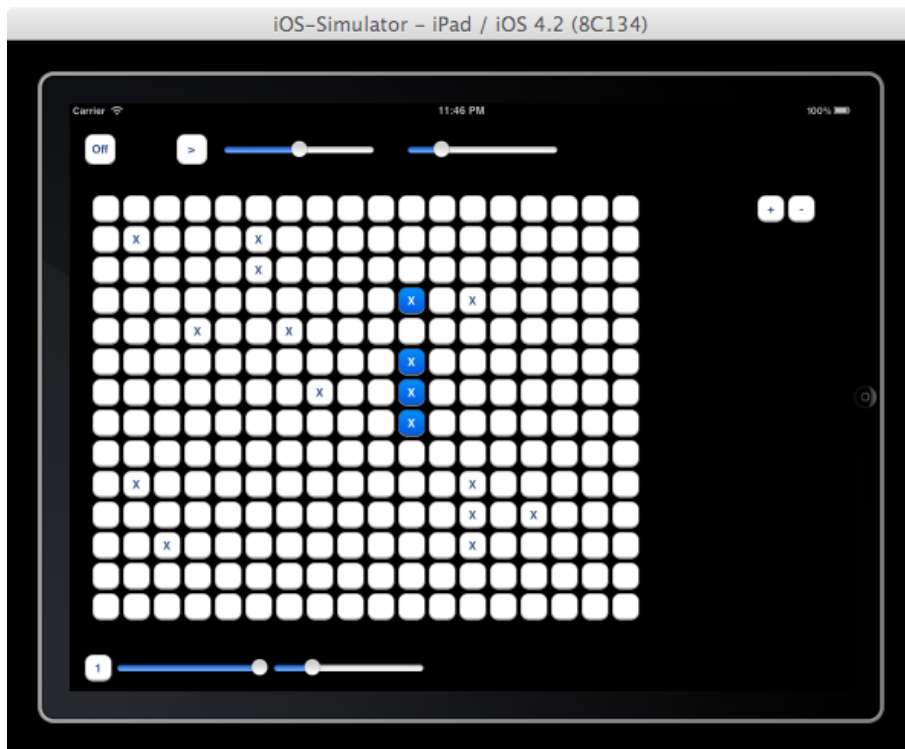 iOS-Simulator – iPad / iOS 4.2 (8C134)
Carrier 11:46 PM 100%
Off >
+ -
X X
X
X X
X X
X
X X
X
X X
X X
X X
1